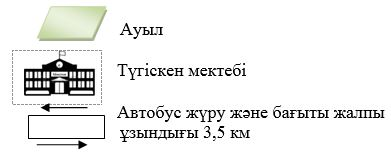 Ауыл
Түгіскен мектебі
Автобус жүру және бағыты жалпы
ұзындығы 3,5 км